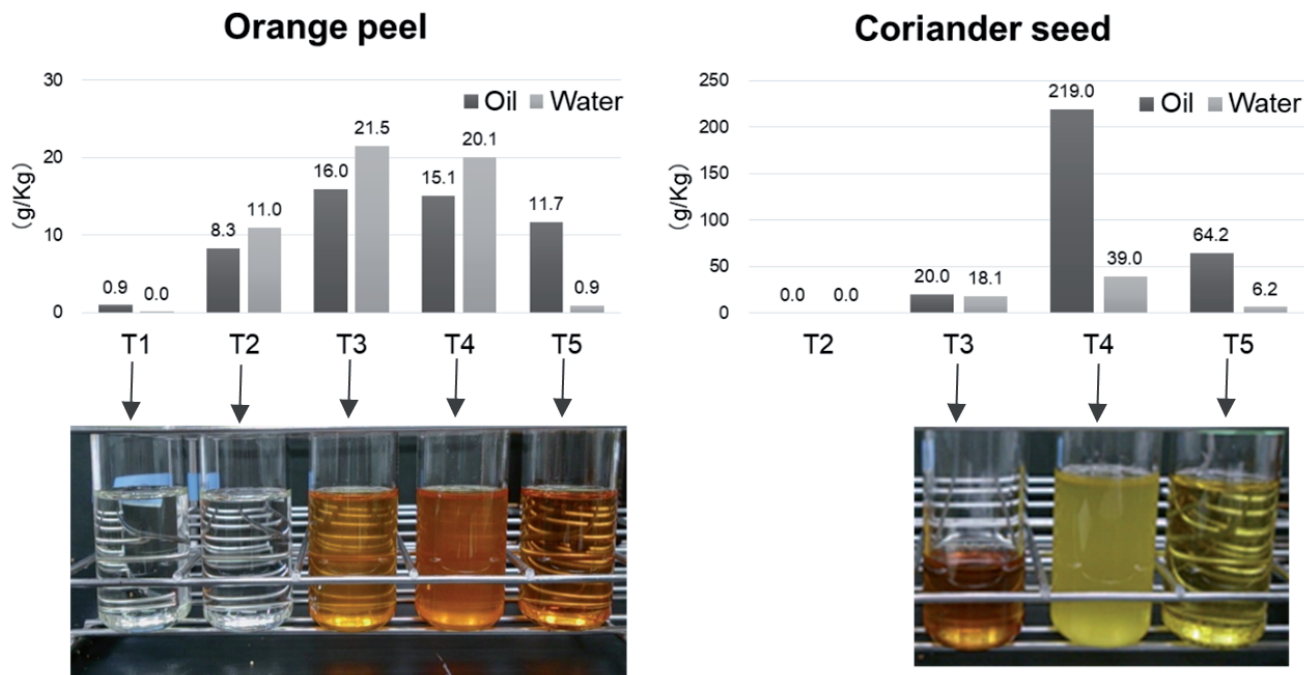 Orange peel
30
20
10
0
(g/Kg)
Oil Water
0.9 0.0
8.3 11.0
16.0 21.5
15.1 20.1
11.7 0.9
T1 T2 T3 T4 T5
Coriander seed
250
200
150
100
50
0
(g/Kg)
Oil Water
0.0 0.0
20.0 18.1
219.0 39.0
64.2 6.2
T2 T3 T4 T5